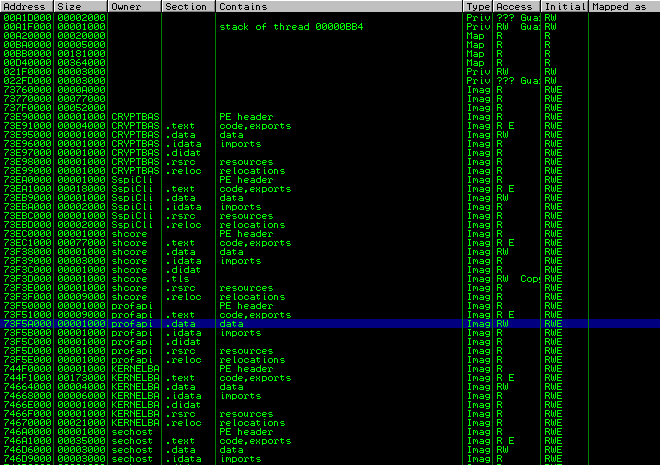 Address Size Owner Section Contains Type Access Initial Mapped as
00A1D000 00002000 Priv ??? Gua RW
00A1F000 00001000 stack of thread 00000BB4 Priv RW Gua RW
00A20000 00020000 Map R R
00BA0000 00005000 Map R R
00BB0000 00181000 Map R R
00D40000 00364000 Map R R
021F0000 00003000 Priv RW RW
022FD000 00003000 Priv ??? Gua RW
73760000 0000A000 Imag R RWE
73770000 00077000 Imag R RWE
737F0000 00052000 Imag R RWE
73E90000 00001000 CRYPTBAS PE header Imag R RWE
73E91000 00004000 CRYPTBAS .text code,exports Imag R E RWE
73E95000 00001000 CRYPTBAS .data data Imag RW RWE
73E96000 00001000 CRYPTBAS .idata imports Imag R RWE
73E97000 00001000 CRYPTBAS .didat Imag R RWE
73E98000 00001000 CRYPTBAS .rsrc resources Imag R RWE
73E99000 00001000 CRYPTBAS .reloc relocations Imag R RWE
73EA0000 00001000 SspiCli PE header Imag R RWE
73EA1000 00018000 SspiCli .text code,exports Imag R E RWE
73EB9000 00001000 SspiCli .data data Imag RW RWE
73EBA000 00002000 SspiCli .idata imports Imag R RWE
73EBC000 00001000 SspiCli .rsrc resources Imag R RWE
73EBD000 00002000 SspiCli .reloc relocations Imag R RWE
73EC0000 00001000 shcore PE header Imag R RWE
73EC1000 00077000 shcore .text code,exports Imag R E RWE
73F38000 00001000 shcore .data data Imag RW RWE
73F39000 00003000 shcore .idata imports Imag R RWE
73F3C000 00001000 shcore .didat Imag R RWE
73F3D000 00001000 shcore .tls Imag RW Cop RWE
73F3E000 00001000 shcore .rsrc resources Imag R RWE
73F3F000 00009000 shcore .reloc relocations Imag R RWE
73F50000 00001000 profapi PE header Imag R RWE
73F51000 00009000 profapi .text code,exports Imag R E RWE
73F5A000 00001000 profapi .data data Imag RW RWE
73F5B000 00001000 profapi .idata imports Imag R RWE
73F5C000 00001000 profapi .didat Imag R RWE
73F5D000 00001000 profapi .rsrc resources Imag R RWE
73F5E000 00001000 profapi .reloc relocations Imag R RWE
744F0000 00001000 KERNELBA PE header Imag R RWE
744F1000 00173000 KERNELBA .text code,exports Imag R E RWE
74664000 00004000 KERNELBA .data data Imag RW RWE
74668000 00006000 KERNELBA .idata imports Imag R RWE
7466E000 00001000 KERNELBA .didat Imag R RWE
7466F000 00001000 KERNELBA .rsrc resources Imag R RWE
74670000 00021000 KERNELBA .reloc relocations Imag R RWE
746A0000 00001000 sechost PE header Imag R RWE
746A1000 00035000 sechost .text code,exports Imag R E RWE
746D6000 00003000 sechost .data data Imag RW RWE
746D9000 00003000 sechost .idata imports Imag R RWE